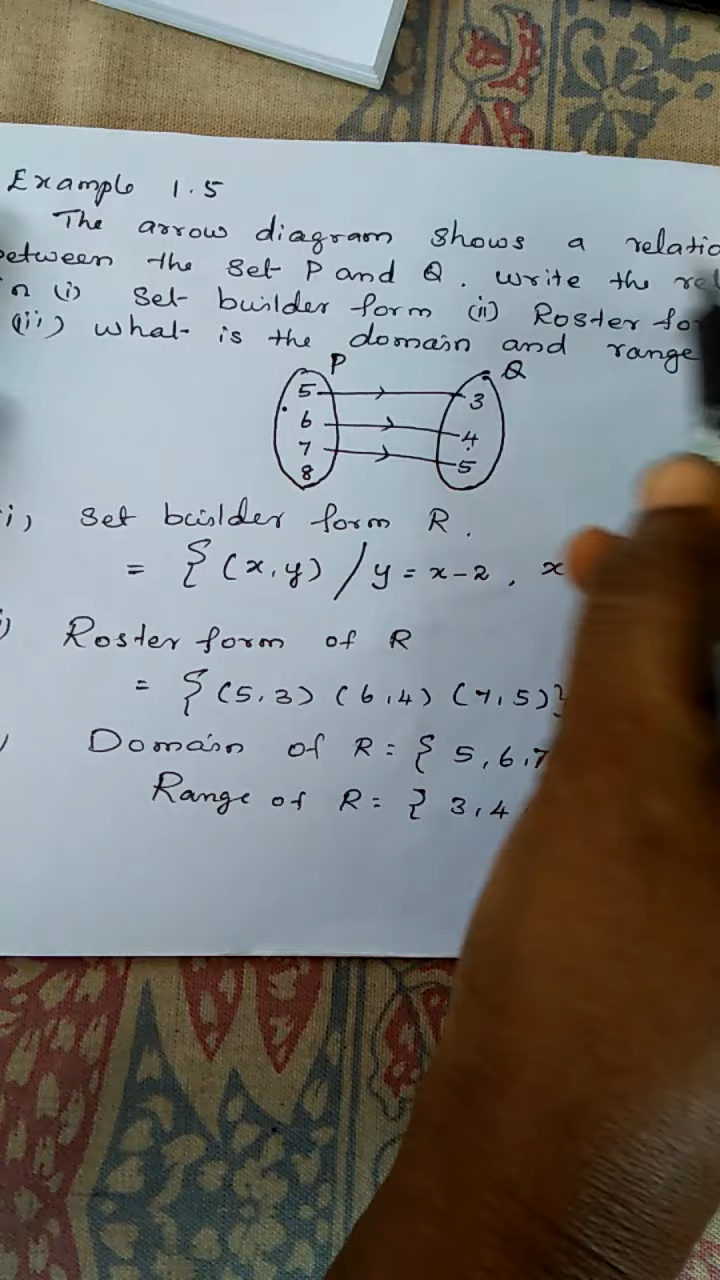 Example 1.5
The arrow diagram shows a relatio
between the set P and Q. write the rel
n (i) set builder form (ii) Roster fo
(iii) what is the domain and range
P Q
5 3
6 4
7 5
8
i) set builder form R.
= {(x,y) / y = x-2, x
i) Roster form of R
= {(5,3) (6,4) (7,5)}
) Domain of R = { 5,6,7
Range of R = { 3,4